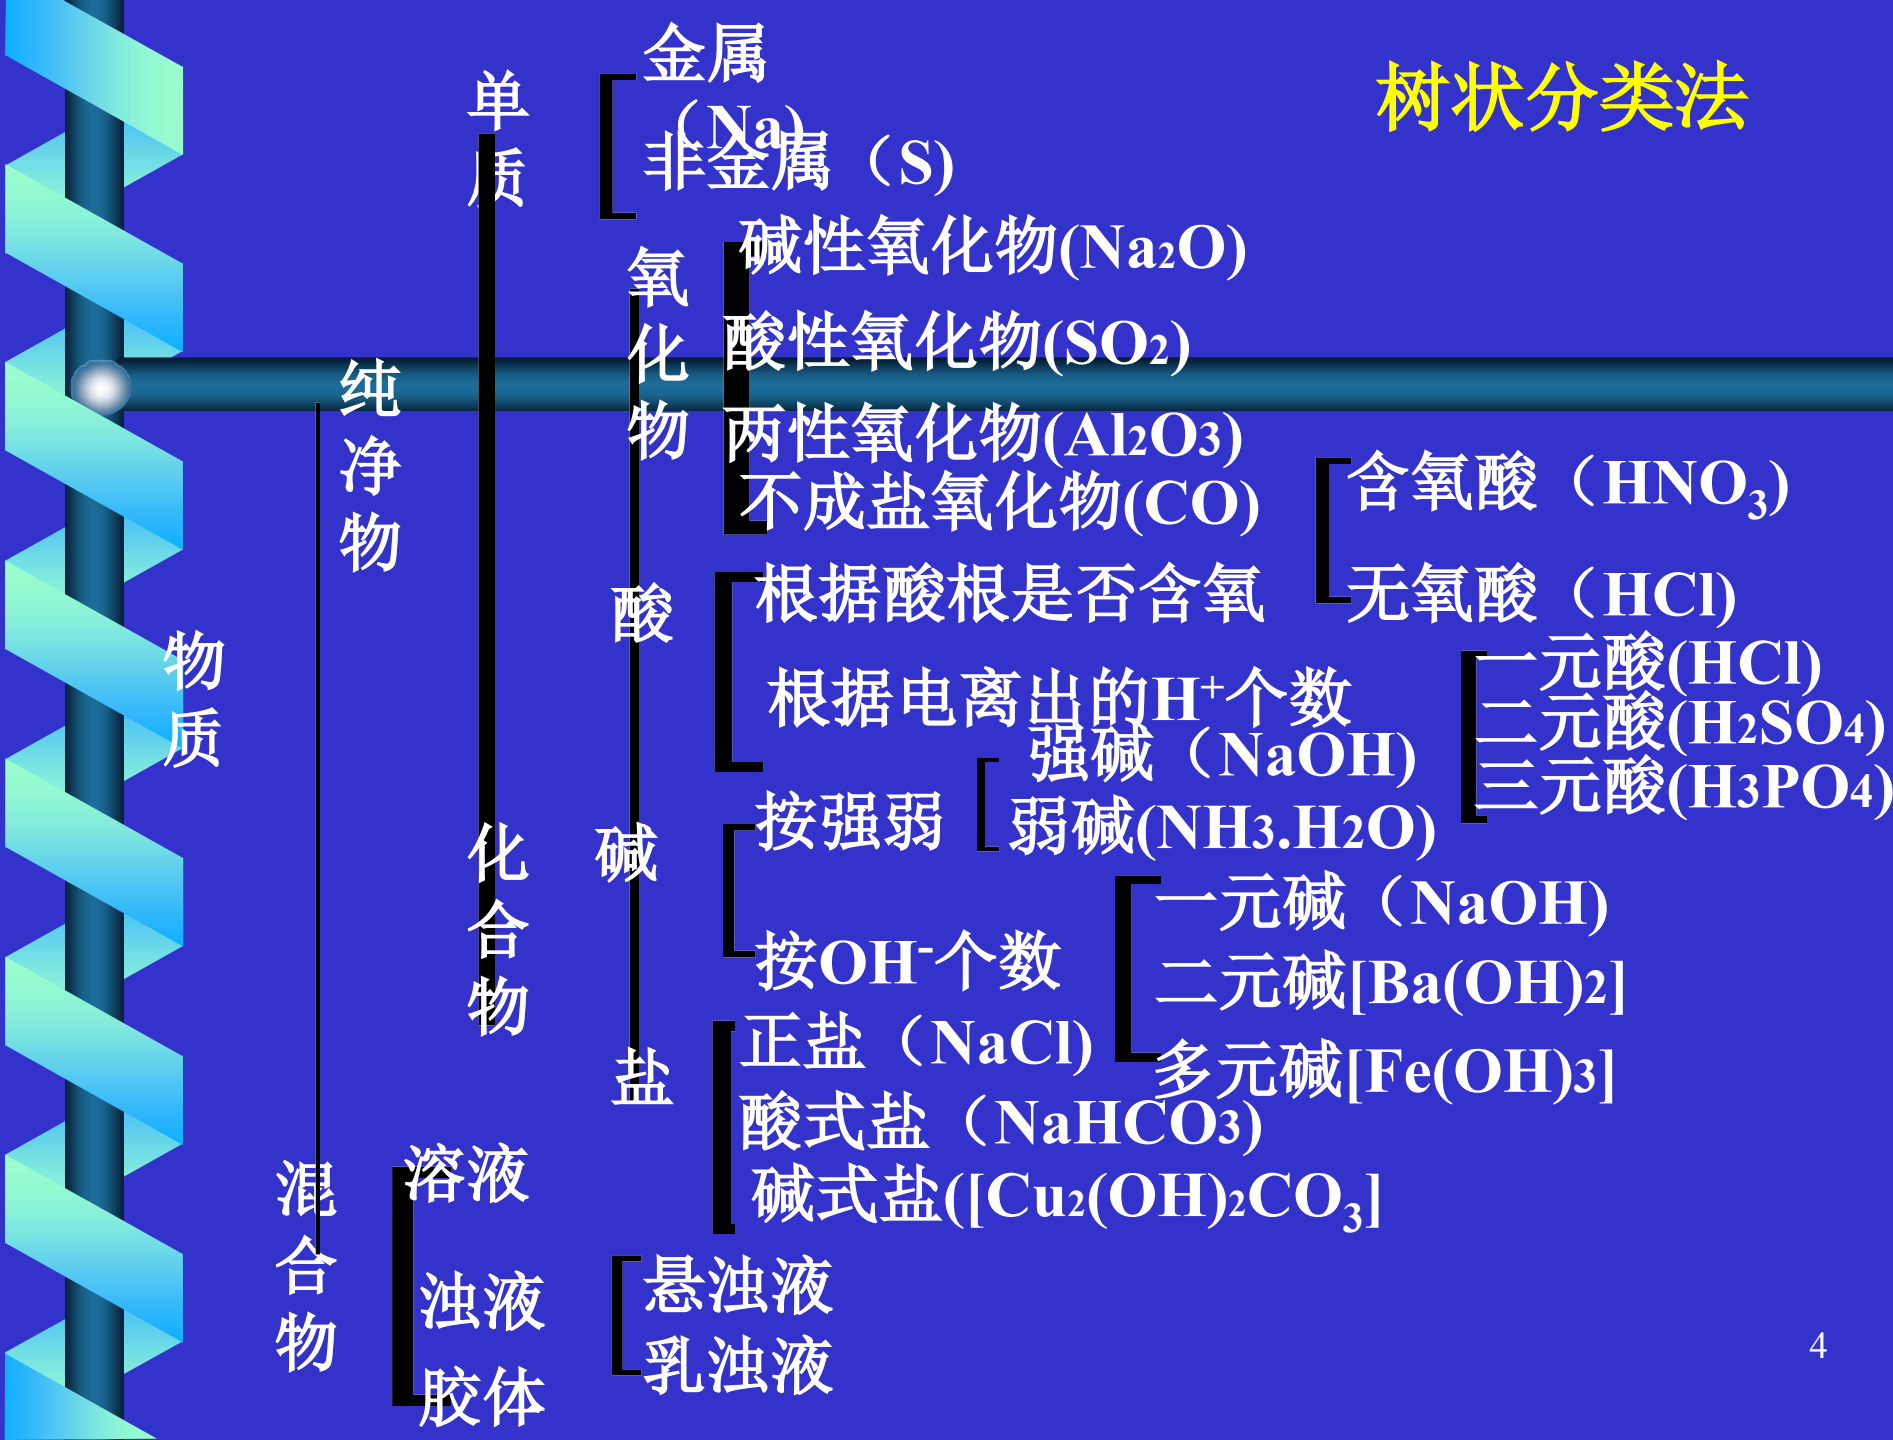 树状分类法
单质
金属
（Na)
非金属（S)
氧化物
碱性氧化物(Na2O)
酸性氧化物(SO2)
两性氧化物(Al2O3)
不成盐氧化物(CO)
纯净物
含氧酸（HNO3)
无氧酸（HCl)
酸
根据酸根是否含氧
根据电离出的H+个数
一元酸(HCl)
二元酸(H2SO4)
三元酸(H3PO4)
物质
强碱（NaOH)
弱碱(NH3.H2O)
按强弱
化合物
碱
按OH-个数
一元碱（NaOH)
二元碱[Ba(OH)2]
多元碱[Fe(OH)3]
盐
正盐（NaCl)
酸式盐（NaHCO3)
碱式盐([Cu2(OH)2CO3]
混合物
溶液
浊液
胶体
悬浊液
乳浊液
4